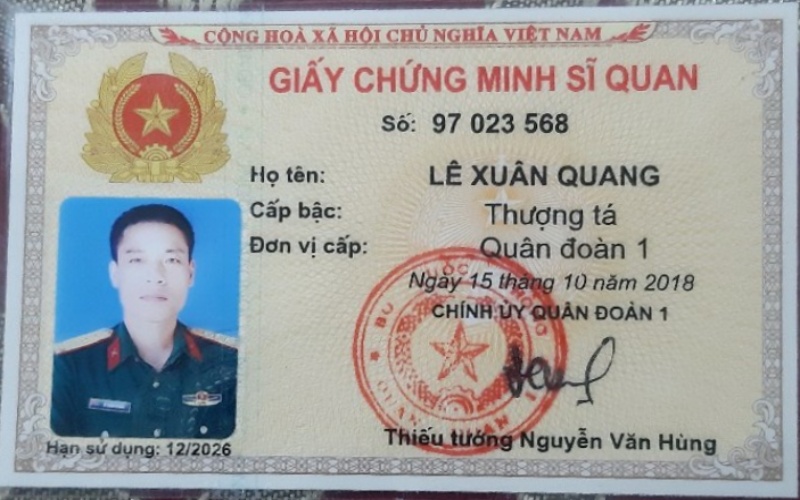 CỘNG HOÀ XÃ HỘI CHỦ NGHĨA VIỆT NAM
GIẤY CHỨNG MINH SĨ QUAN
Số: 97 023 568
Họ tên: LÊ XUÂN QUANG
Cấp bậc: Thượng tá
Đơn vị cấp: Quân đoàn 1
Ngày 15 tháng 10 năm 2018
CHÍNH ỦY QUÂN ĐOÀN 1
Thiếu tướng Nguyễn Văn Hùng
Hạn sử dụng: 12/2026